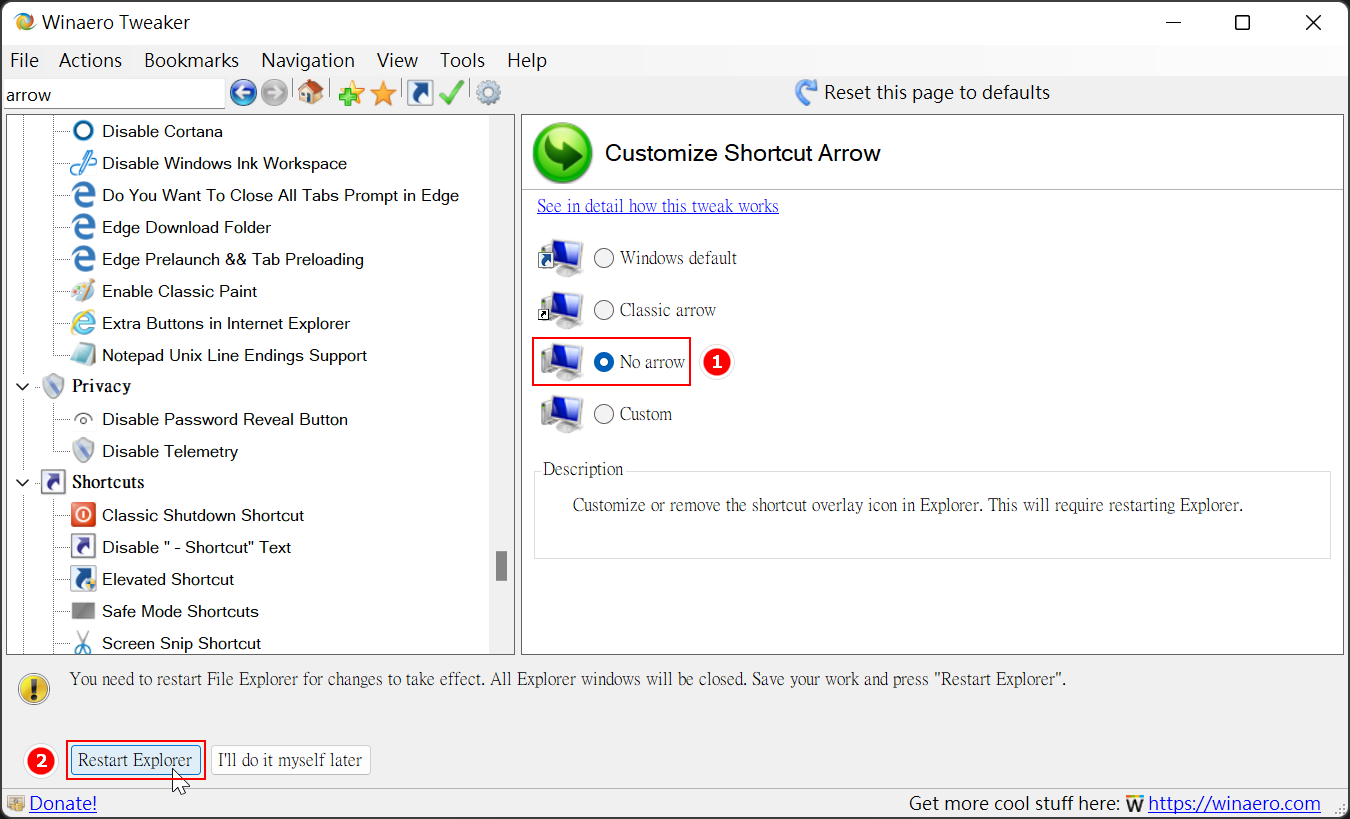 Winaero Tweaker
File Actions Bookmarks Navigation View Tools Help
arrow
Reset this page to defaults
Disable Cortana
Disable Windows Ink Workspace
Do You Want To Close All Tabs Prompt in Edge
Edge Download Folder
Edge Prelaunch && Tab Preloading
Enable Classic Paint
Extra Buttons in Internet Explorer
Notepad Unix Line Endings Support
Privacy
Disable Password Reveal Button
Disable Telemetry
Shortcuts
Classic Shutdown Shortcut
Disable " - Shortcut" Text
Elevated Shortcut
Safe Mode Shortcuts
Screen Snip Shortcut
Customize Shortcut Arrow
See in detail how this tweak works
Windows default
Classic arrow
No arrow 1
Custom
Description
Customize or remove the shortcut overlay icon in Explorer. This will require restarting Explorer.
You need to restart File Explorer for changes to take effect. All Explorer windows will be closed. Save your work and press "Restart Explorer".
2 Restart Explorer I'll do it myself later
Donate! Get more cool stuff here: W https://winaero.com